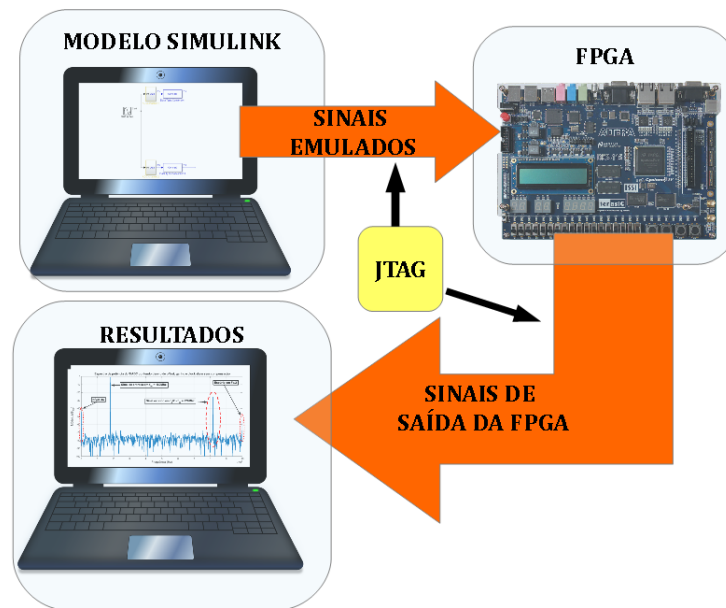 MODELO SIMULINK
FPGA
SINAIS
EMULADOS
JTAG
RESULTADOS
SINAIS DE
SAÍDA DA FPGA